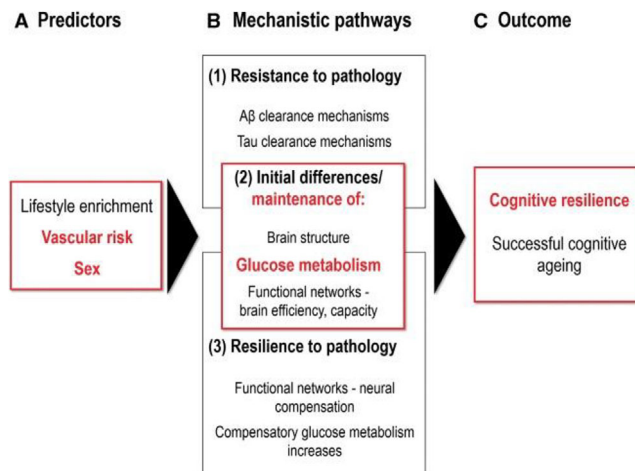 A Predictors
B Mechanistic pathways
C Outcome
(1) Resistance to pathology
Aβ clearance mechanisms
Tau clearance mechanisms
(2) Initial differences/
maintenance of:
Brain structure
Glucose metabolism
Functional networks -
brain efficiency, capacity
(3) Resilience to pathology
Functional networks - neural
compensation
Compensatory glucose metabolism
increases
Lifestyle enrichment
Vascular risk
Sex
Cognitive resilience
Successful cognitive
ageing